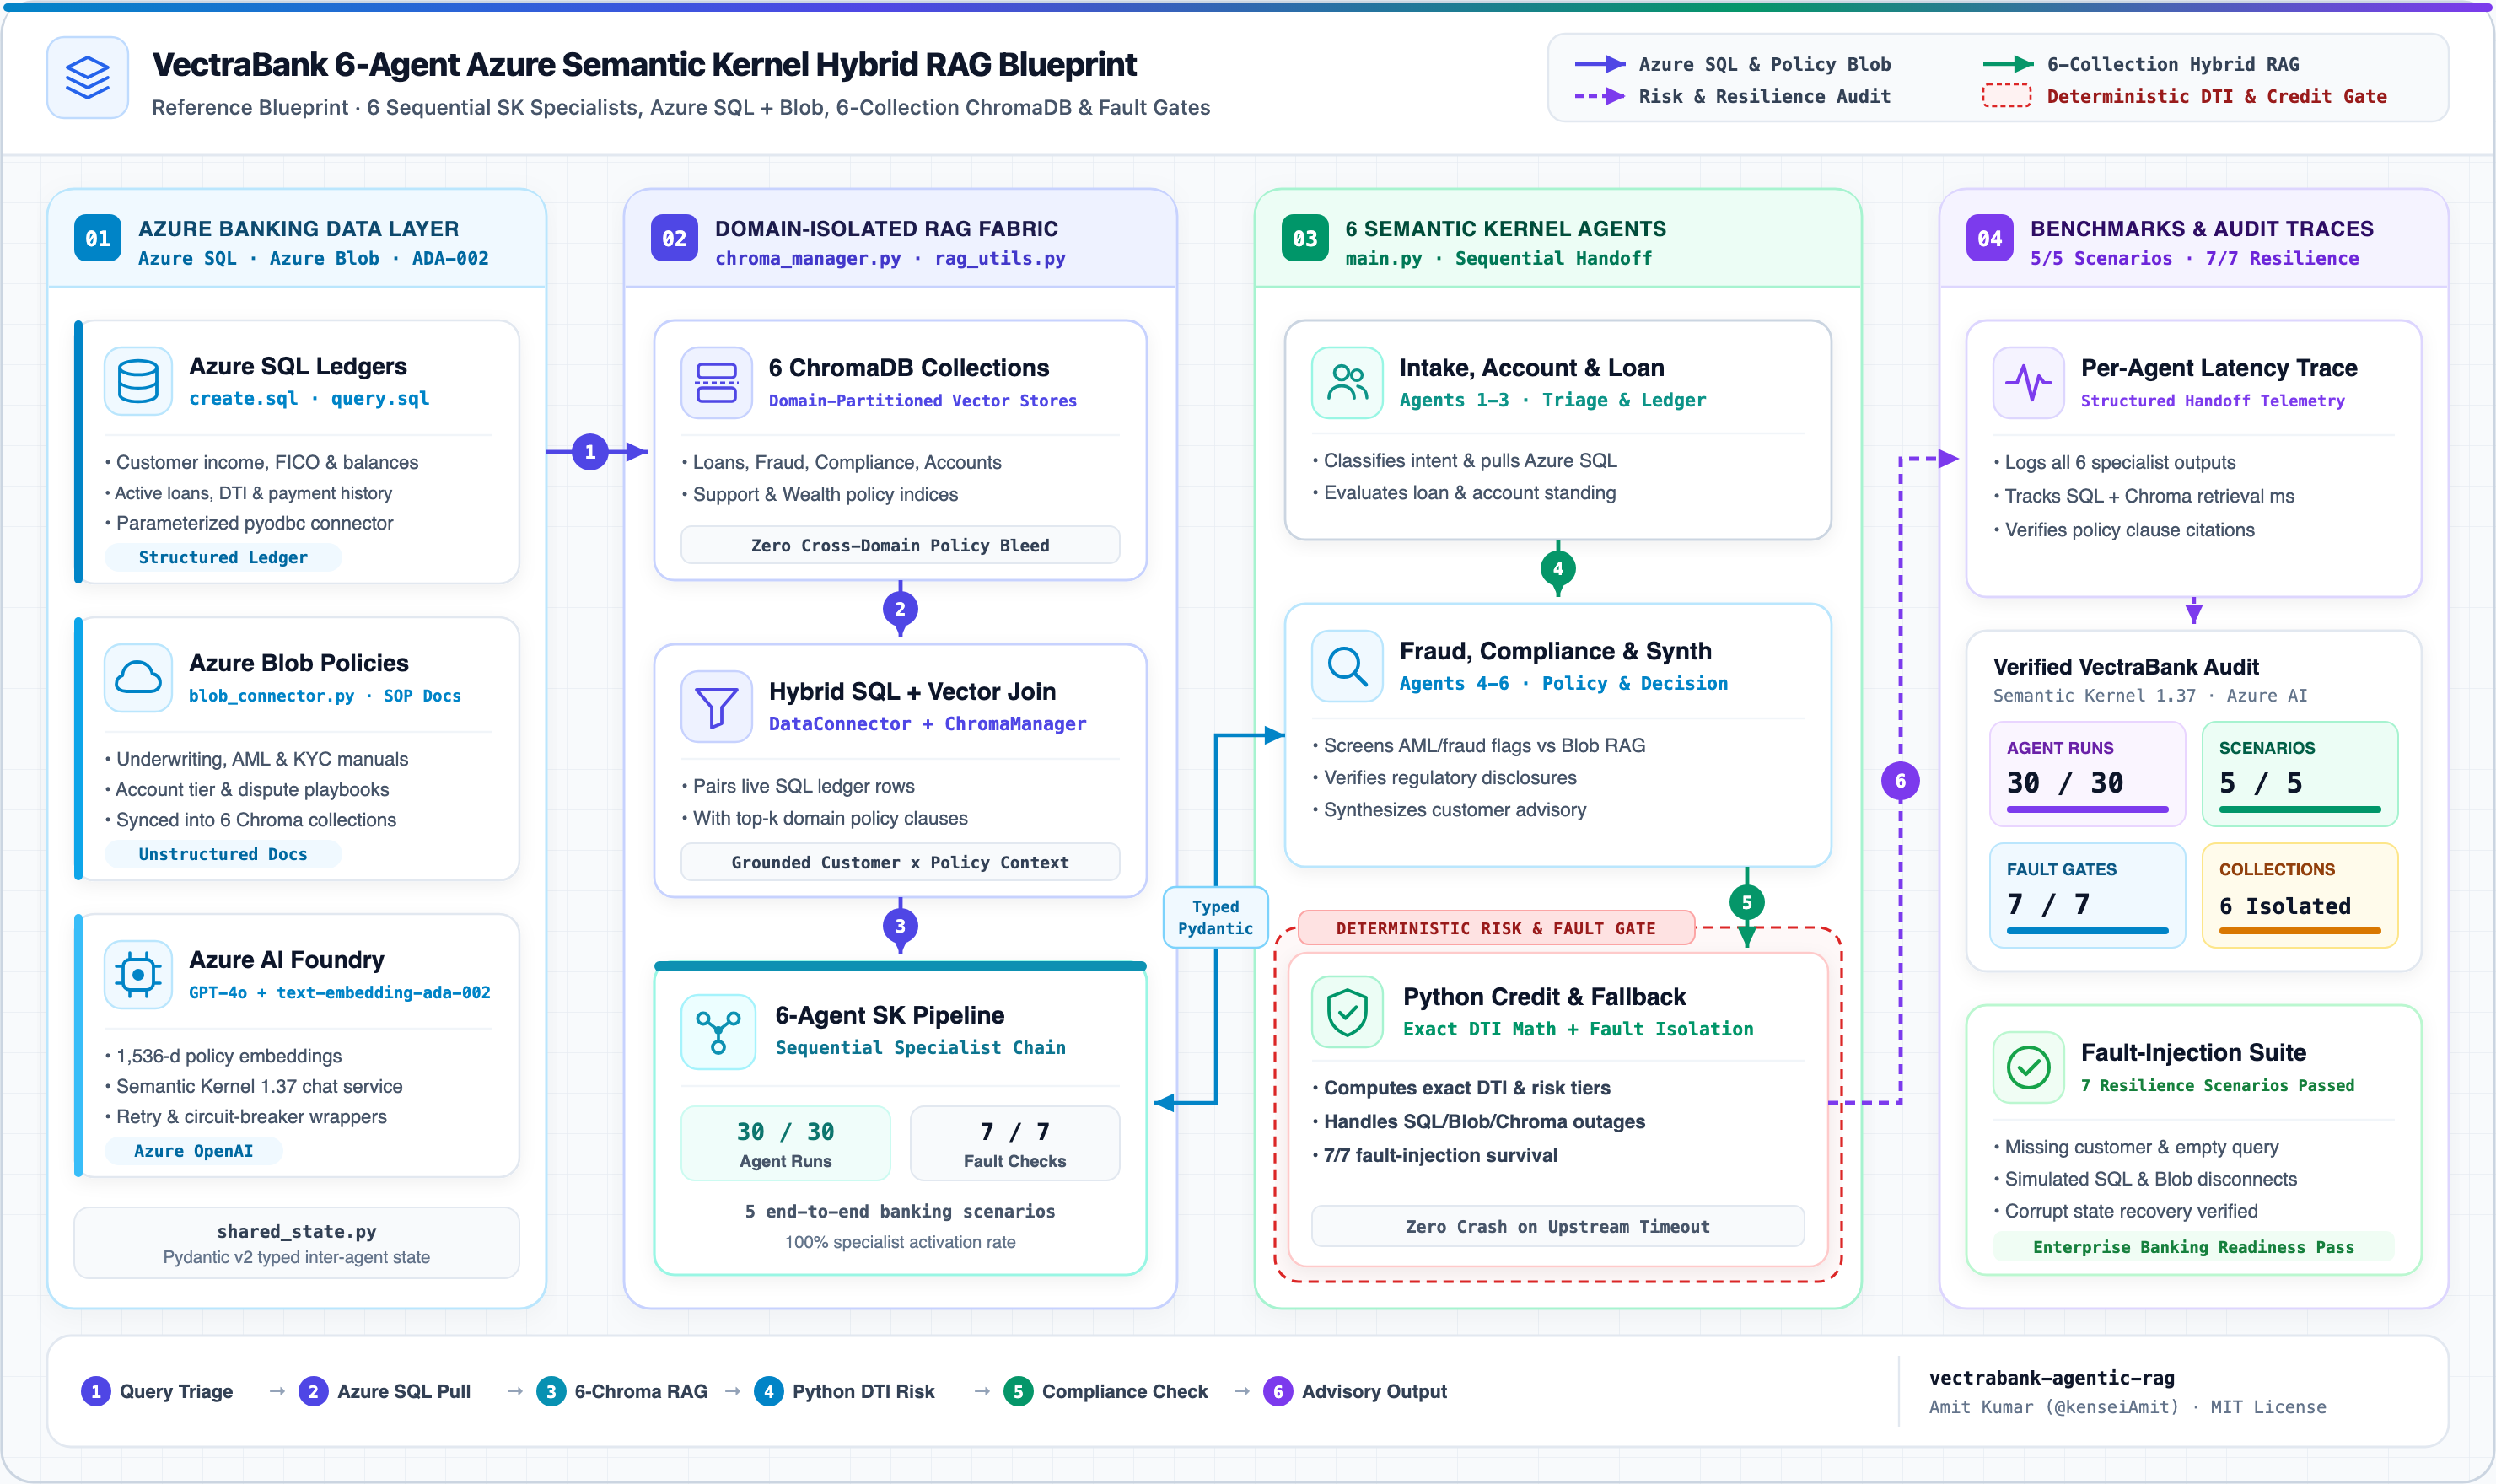 VectraBank 6-Agent Azure Semantic Kernel Hybrid RAG Blueprint
Reference Blueprint · 6 Sequential SK Specialists, Azure SQL + Blob, 6-Collection ChromaDB & Fault Gates
Azure SQL & Policy Blob
6-Collection Hybrid RAG
Risk & Resilience Audit
Deterministic DTI & Credit Gate
01
AZURE BANKING DATA LAYER
Azure SQL · Azure Blob · ADA-002
Azure SQL Ledgers
create.sql · query.sql
• Customer income, FICO & balances
• Active loans, DTI & payment history
• Parameterized pyodbc connector
Structured Ledger
Azure Blob Policies
blob_connector.py · SOP Docs
• Underwriting, AML & KYC manuals
• Account tier & dispute playbooks
• Synced into 6 Chroma collections
Unstructured Docs
Azure AI Foundry
GPT-4o + text-embedding-ada-002
• 1,536-d policy embeddings
• Semantic Kernel 1.37 chat service
• Retry & circuit-breaker wrappers
Azure OpenAI
shared_state.py
Pydantic v2 typed inter-agent state
1
02
DOMAIN-ISOLATED RAG FABRIC
chroma_manager.py · rag_utils.py
6 ChromaDB Collections
Domain-Partitioned Vector Stores
• Loans, Fraud, Compliance, Accounts
• Support & Wealth policy indices
Zero Cross-Domain Policy Bleed
2
Hybrid SQL + Vector Join
DataConnector + ChromaManager
• Pairs live SQL ledger rows
• With top-k domain policy clauses
Grounded Customer x Policy Context
3
6-Agent SK Pipeline
Sequential Specialist Chain
30 / 30
Agent Runs
7 / 7
Fault Checks
5 end-to-end banking scenarios
100% specialist activation rate
Typed
Pydantic
03
6 SEMANTIC KERNEL AGENTS
main.py · Sequential Handoff
Intake, Account & Loan
Agents 1-3 · Triage & Ledger
• Classifies intent & pulls Azure SQL
• Evaluates loan & account standing
4
Fraud, Compliance & Synth
Agents 4-6 · Policy & Decision
• Screens AML/fraud flags vs Blob RAG
• Verifies regulatory disclosures
• Synthesizes customer advisory
5
DETERMINISTIC RISK & FAULT GATE
Python Credit & Fallback
Exact DTI Math + Fault Isolation
• Computes exact DTI & risk tiers
• Handles SQL/Blob/Chroma outages
• 7/7 fault-injection survival
Zero Crash on Upstream Timeout
6
04
BENCHMARKS & AUDIT TRACES
5/5 Scenarios · 7/7 Resilience
Per-Agent Latency Trace
Structured Handoff Telemetry
• Logs all 6 specialist outputs
• Tracks SQL + Chroma retrieval ms
• Verifies policy clause citations
Verified VectraBank Audit
Semantic Kernel 1.37 · Azure AI
AGENT RUNS
30 / 30
SCENARIOS
5 / 5
FAULT GATES
7 / 7
COLLECTIONS
6 Isolated
Fault-Injection Suite
7 Resilience Scenarios Passed
• Missing customer & empty query
• Simulated SQL & Blob disconnects
• Corrupt state recovery verified
Enterprise Banking Readiness Pass
1 Query Triage → 2 Azure SQL Pull → 3 6-Chroma RAG → 4 Python DTI Risk → 5 Compliance Check → 6 Advisory Output
vectrabank-agentic-rag
Amit Kumar (@kenseiAmit) · MIT License